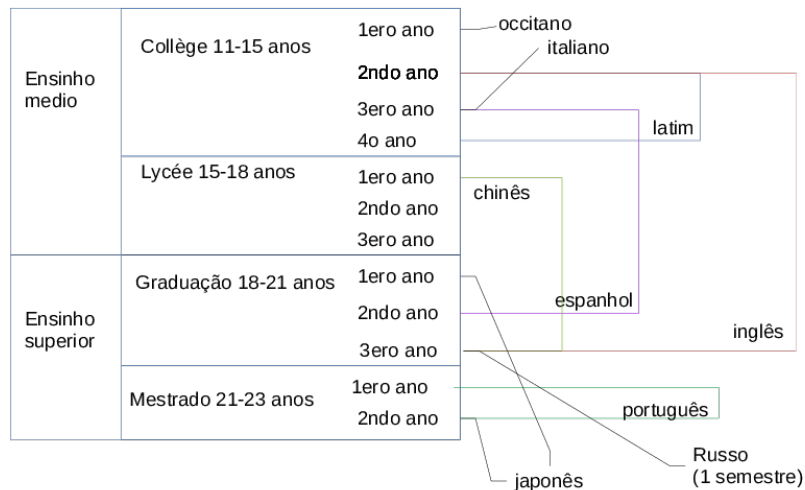 Ensinho
medio
Collège 11-15 anos
1ero ano
2ndo ano
3ero ano
4o ano
Lycée 15-18 anos
1ero ano
2ndo ano
3ero ano
Ensinho
superior
Graduação 18-21 anos
1ero ano
2ndo ano
3ero ano
Mestrado 21-23 anos
1ero ano
2ndo ano
occitano
italiano
latim
chinês
espanhol
inglês
português
Russo
(1 semestre)
japonês